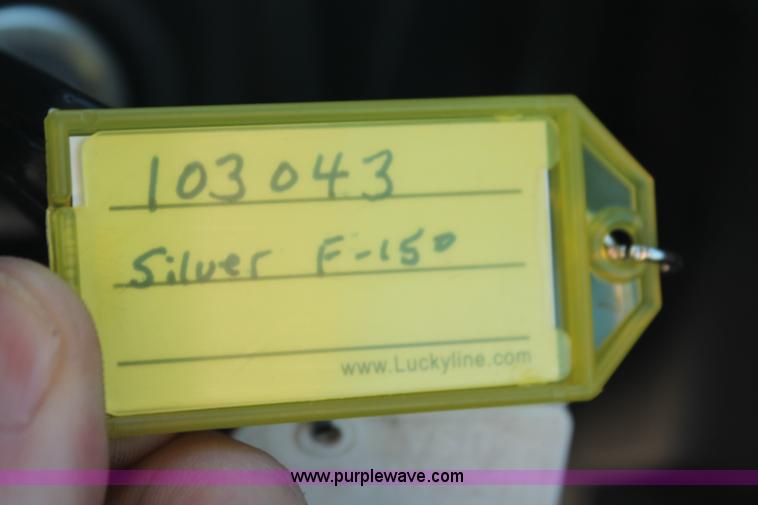 103043
Silver F-150
www.Luckyline.com
www.purplewave.com